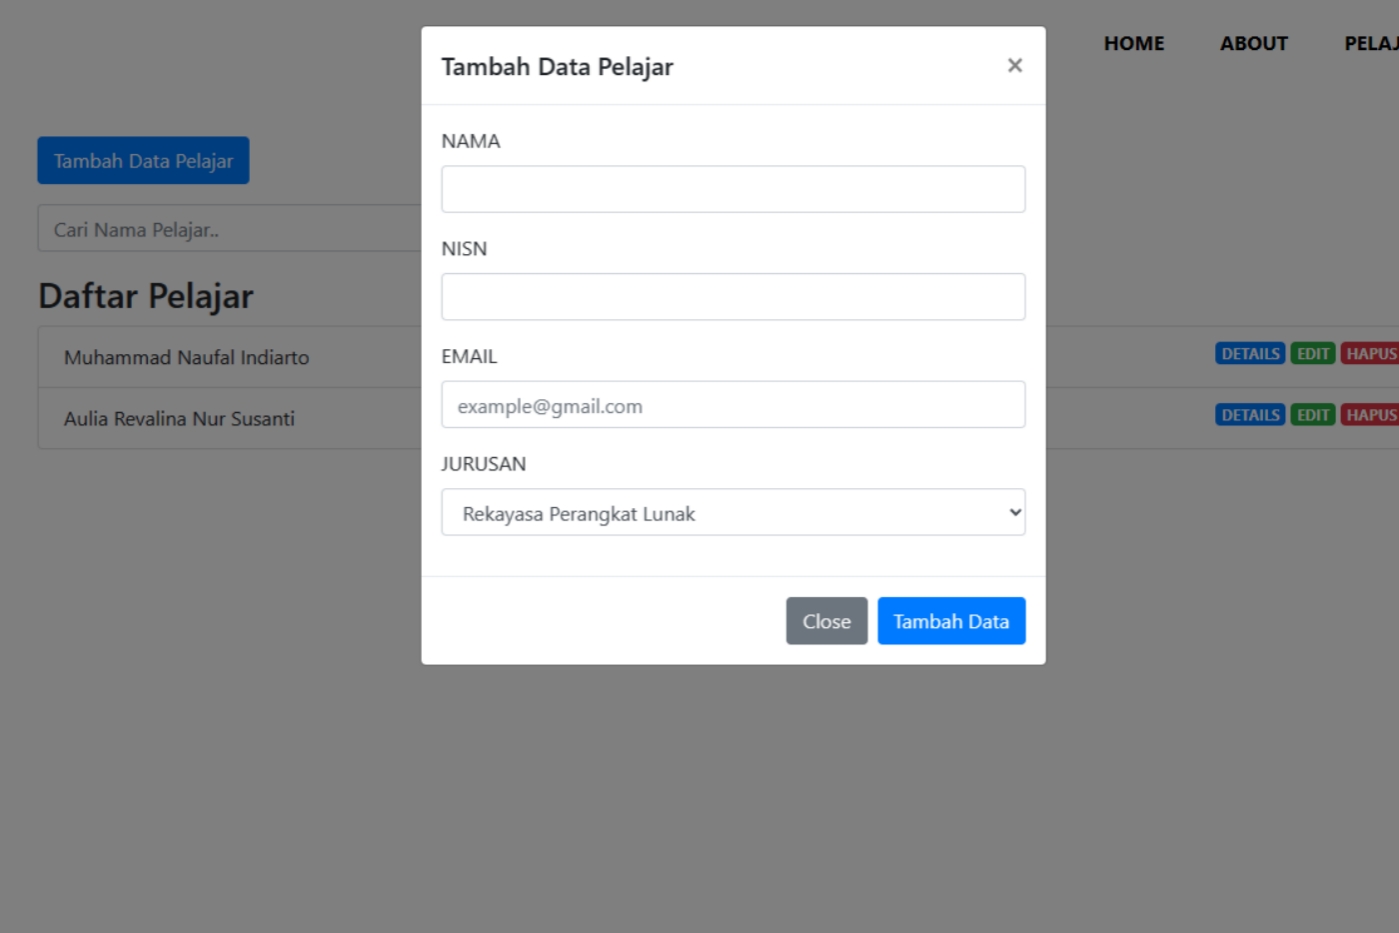 HOME ABOUT PELAJ
Tambah Data Pelajar
Cari Nama Pelajar..
Daftar Pelajar
Muhammad Naufal Indiarto
DETAILS EDIT HAPUS
Aulia Revalina Nur Susanti
DETAILS EDIT HAPUS
Tambah Data Pelajar ×
NAMA
NISN
EMAIL
example@gmail.com
JURUSAN
Rekayasa Perangkat Lunak
Close Tambah Data